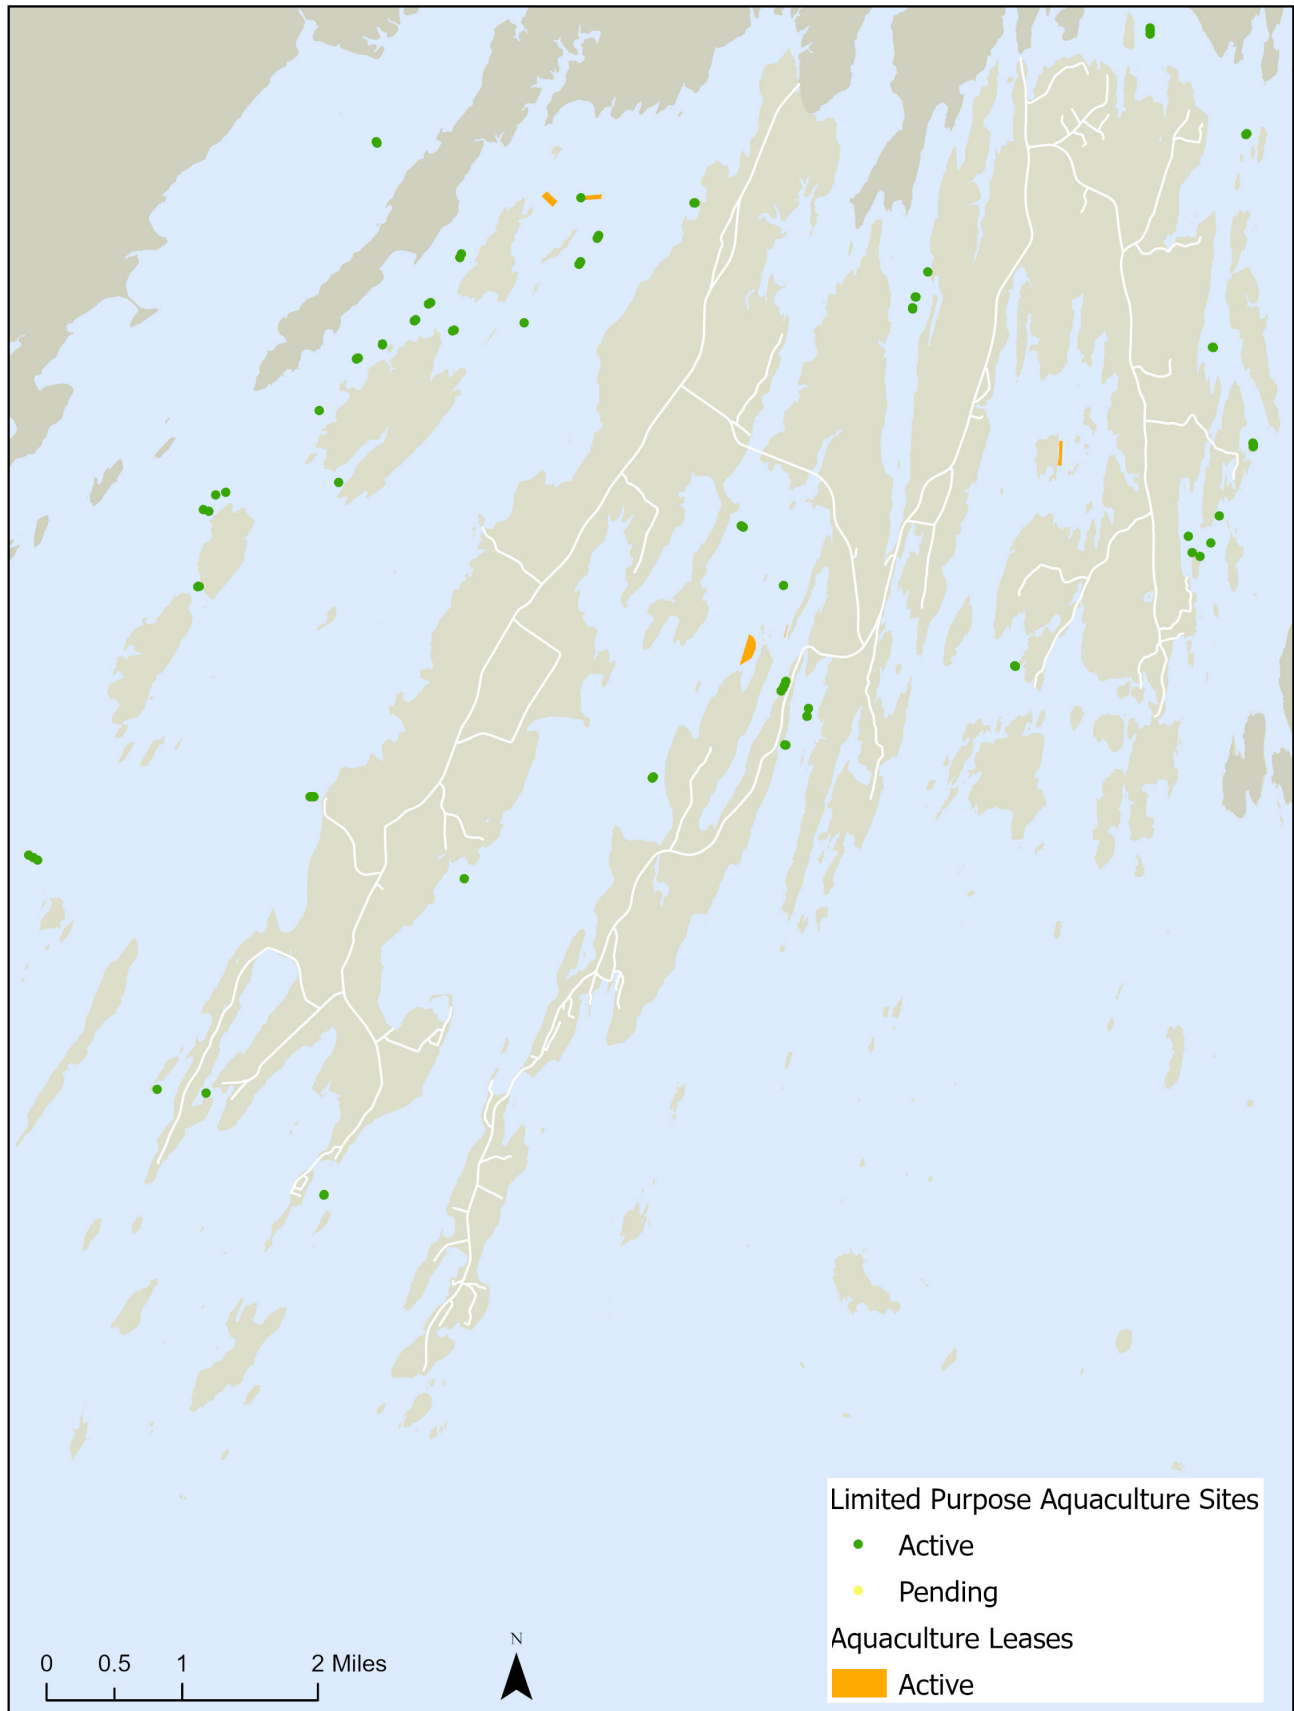 Limited Purpose Aquaculture Sites
Active
Pending
Aquaculture Leases
Active
N
0 0.5 1 2 Miles